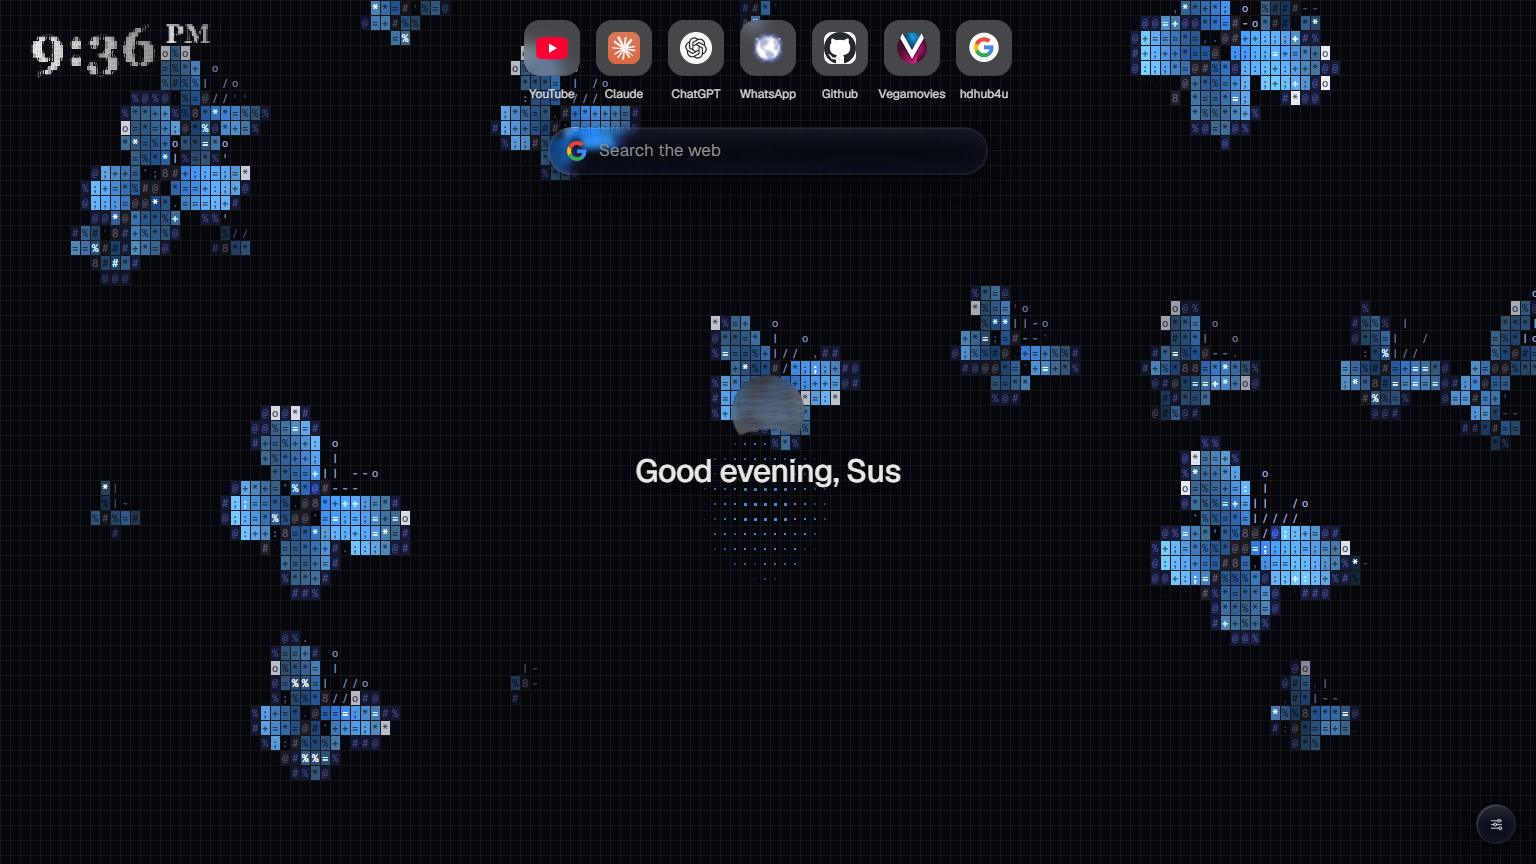 9:36 PM
YouTube
Claude
ChatGPT
WhatsApp
Github
Vegamovies
hdhub4u
Search the web
Good evening, Sus